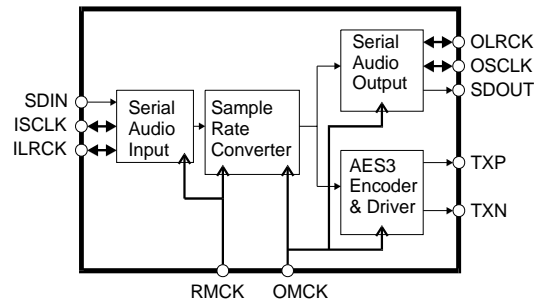 SDIN
ISCLK
ILRCK
Serial
Audio
Input
Sample
Rate
Converter
Serial
Audio
Output
OLRCK
OSCLK
SDOUT
AES3
Encoder
& Driver
TXP
TXN
RMCK
OMCK